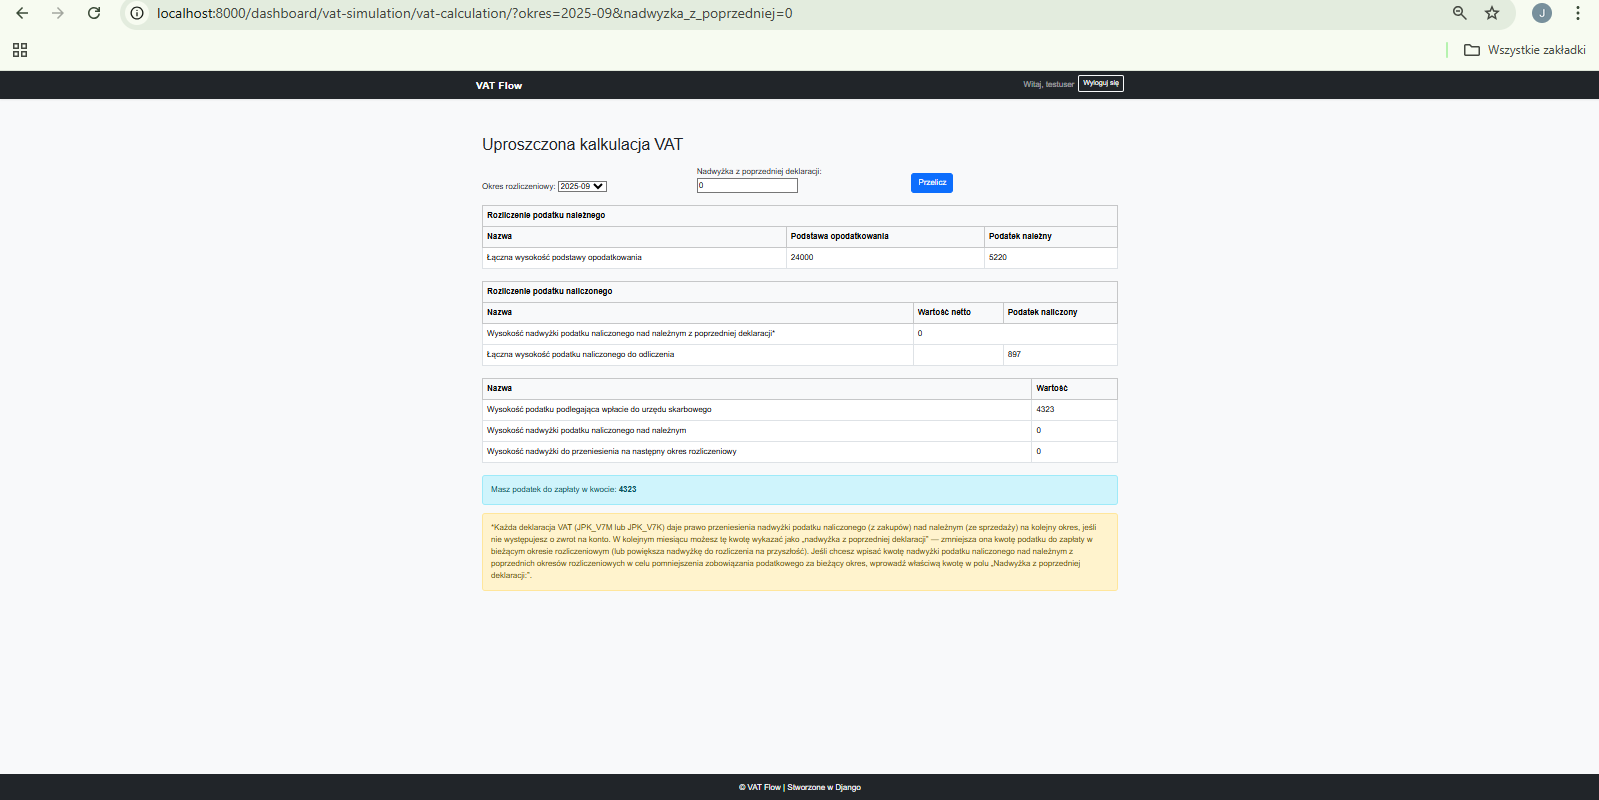 localhost:8000/dashboard/vat-simulation/vat-calculation/?okres=2025-09&nadwyzka_z_poprzedniej=0
J
Wszystkie zakładki
VAT Flow
Witaj, testuser
Wyloguj się
Uproszczona kalkulacja VAT
Okres rozliczeniowy: 2025-09
Nadwyżka z poprzedniej deklaracji:
0
Przelicz
Rozliczenie podatku należnego
Nazwa Podstawa opodatkowania Podatek należny
Łączna wysokość podstawy opodatkowania 24000 5220
Rozliczenie podatku naliczonego
Nazwa Wartość netto Podatek naliczony
Wysokość nadwyżki podatku naliczonego nad należnym z poprzedniej deklaracji* 0
Łączna wysokość podatku naliczonego do odliczenia 897
Nazwa Wartość
Wysokość podatku podlegająca wpłacie do urzędu skarbowego 4323
Wysokość nadwyżki podatku naliczonego nad należnym 0
Wysokość nadwyżki do przeniesienia na następny okres rozliczeniowy 0
Masz podatek do zapłaty w kwocie: 4323
*Każda deklaracja VAT (JPK_V7M lub JPK_V7K) daje prawo przeniesienia nadwyżki podatku naliczonego (z zakupów) nad należnym (ze sprzedaży) na kolejny okres, jeśli
nie występujesz o zwrot na konto. W kolejnym miesiącu możesz tę kwotę wykazać jako „nadwyżka z poprzedniej deklaracji” — zmniejsza ona kwotę podatku do zapłaty w
bieżącym okresie rozliczeniowym (lub powiększa nadwyżkę do rozliczenia na przyszłość). Jeśli chcesz wpisać kwotę nadwyżki podatku naliczonego nad należnym z
poprzednich okresów rozliczeniowych w celu pomniejszenia zobowiązania podatkowego za bieżący okres, wprowadź właściwą kwotę w polu „Nadwyżka z poprzedniej
deklaracji:”.
© VAT Flow | Stworzone w Django